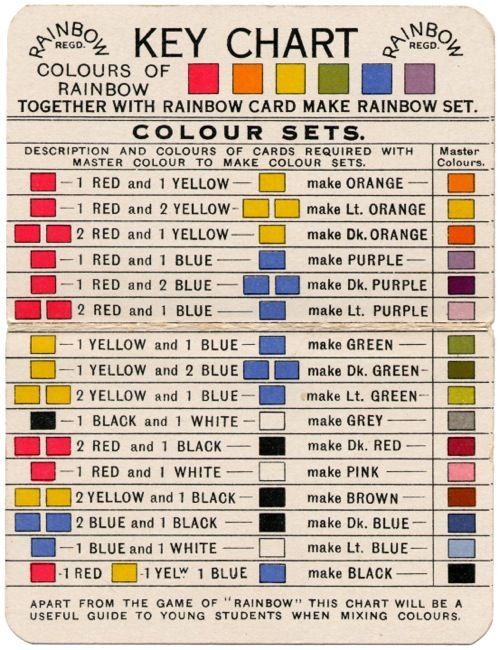 RAINBOW
REGD.
KEY CHART
RAINBOW
REGD.
COLOURS OF
RAINBOW
TOGETHER WITH RAINBOW CARD MAKE RAINBOW SET.
COLOUR SETS.
DESCRIPTION AND COLOURS OF CARDS REQUIRED WITH
MASTER COLOUR TO MAKE COLOUR SETS.
Master
Colours.
1 RED and 1 YELLOW make ORANGE
1 RED and 2 YELLOW make Lt. ORANGE
2 RED and 1 YELLOW make Dk. ORANGE
1 RED and 1 BLUE make PURPLE
1 RED and 2 BLUE make Dk. PURPLE
2 RED and 1 BLUE make Lt. PURPLE
1 YELLOW and 1 BLUE make GREEN
1 YELLOW and 2 BLUE make Dk. GREEN
2 YELLOW and 1 BLUE make Lt. GREEN
1 BLACK and 1 WHITE make GREY
2 RED and 1 BLACK make Dk. RED
1 RED and 1 WHITE make PINK
2 YELLOW and 1 BLACK make BROWN
2 BLUE and 1 BLACK make Dk. BLUE
1 BLUE and 1 WHITE make Lt. BLUE
1 RED 1 YELW 1 BLUE make BLACK
APART FROM THE GAME OF "RAINBOW" THIS CHART WILL BE A
USEFUL GUIDE TO YOUNG STUDENTS WHEN MIXING COLOURS.